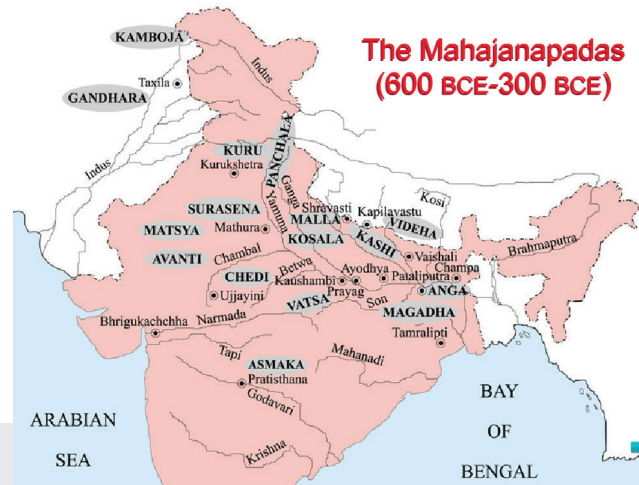 The Mahajanapadas
(600 BCE-300 BCE)
KAMBOJA
Taxila
GANDHARA
Indus
Indus
KURU
Kurukshetra
PANCHALA
Ganga
Yamuna
SURASENA
Mathura
MATSYA
AVANTI
Shravasti
Kapilavastu
Kosi
MALLA
KOSALA
KASHI
VIDEHA
Vaishali
Brahmaputra
Chambal
CHEDI
Betwa
Ujjayini
Kaushambi
Ayodhya
Prayag
Pataliputra
Champa
ANGA
VATSA
Son
MAGADHA
Bhrigukachchha
Narmada
Tamralipti
Tapi
ASMAKA
Pratisthana
Mahanadi
Godavari
Krishna
ARABIAN
SEA
BAY
OF
BENGAL